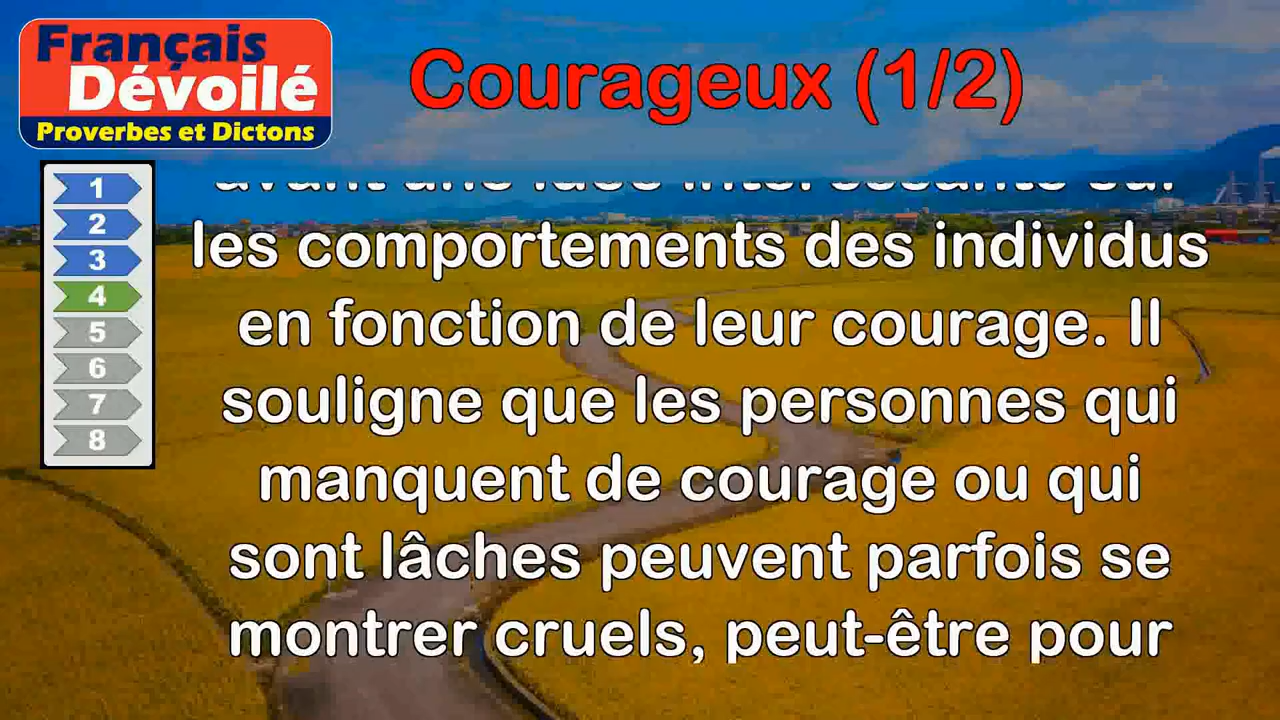 Français
Dévoilé
Proverbes et Dictons
Courageux (1/2)
1
2
3
4
5
6
7
8
les comportements des individus
en fonction de leur courage. Il
souligne que les personnes qui
manquent de courage ou qui
sont lâches peuvent parfois se
montrer cruels, peut-être pour